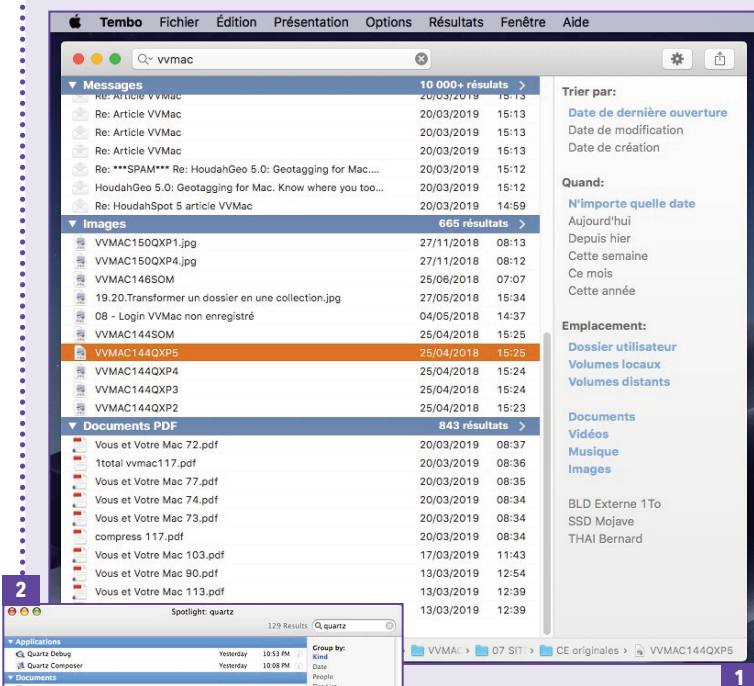 Tembo Fichier Édition Présentation Options Résultats Fenêtre Aide
vvmac
Messages 10 000+ résulats >
Re: Article VVMac 20/03/2019 15:13
Re: Article VVMac 20/03/2019 15:13
Re: Article VVMac 20/03/2019 15:13
Re: Article VVMac 20/03/2019 15:13
Re: ***SPAM*** Re: HoudahGeo 5.0: Geotagging for Mac.... 20/03/2019 15:12
HoudahGeo 5.0: Geotagging for Mac. Know where you too... 20/03/2019 15:12
Re: HoudahSpot 5 article VVMac 20/03/2019 14:59
Images 665 résultats >
VVMAC150QXP1.jpg 27/11/2018 08:13
VVMAC150QXP4.jpg 27/11/2018 08:12
VVMAC146SOM 25/06/2018 07:07
19.20.Transformer un dossier en une collection.jpg 27/05/2018 15:34
08 - Login VVMac non enregistré 04/05/2018 14:37
VVMAC144SOM 25/04/2018 15:25
VVMAC144QXP5 25/04/2018 15:25
VVMAC144QXP4 25/04/2018 15:24
VVMAC144QXP3 25/04/2018 15:24
VVMAC144QXP2 25/04/2018 15:23
Documents PDF 843 résultats >
Vous et Votre Mac 72.pdf 20/03/2019 08:37
1total vvmac117.pdf 20/03/2019 08:36
Vous et Votre Mac 77.pdf 20/03/2019 08:35
Vous et Votre Mac 74.pdf 20/03/2019 08:34
Vous et Votre Mac 73.pdf 20/03/2019 08:34
compress 117.pdf 20/03/2019 08:34
Vous et Votre Mac 103.pdf 17/03/2019 11:43
Vous et Votre Mac 90.pdf 13/03/2019 12:54
Vous et Votre Mac 113.pdf 13/03/2019 12:39
13/03/2019 12:39
Trier par:
Date de dernière ouverture
Date de modification
Date de création
Quand:
N'importe quelle date
Aujourd'hui
Depuis hier
Cette semaine
Ce mois
Cette année
Emplacement:
Dossier utilisateur
Volumes locaux
Volumes distants
Documents
Vidéos
Musique
Images
BLD Externe 1To
SSD Mojave
THAI Bernard
> VVMAC > 07 SIT > CE originales > VVMAC144QXP5
1
2
Spotlight: quartz
129 Results quartz
Applications
Quartz Debug Yesterday 10:53 PM
Quartz Composer Yesterday 10:08 PM
Documents
Group by:
Kind
Date
People
Flat List